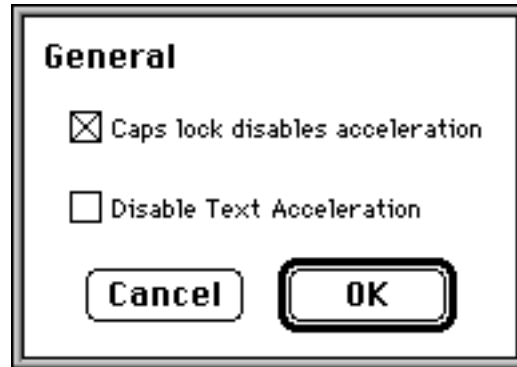 General
Caps lock disables acceleration
Disable Text Acceleration
Cancel OK